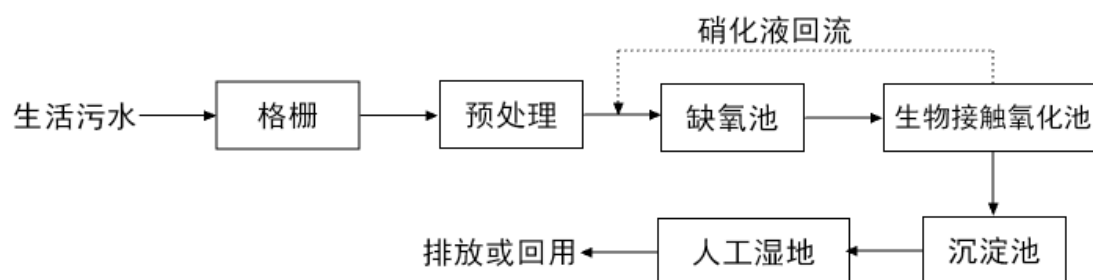 硝化液回流
生活污水
格栅
预处理
缺氧池
生物接触氧化池
排放或回用
人工湿地
沉淀池